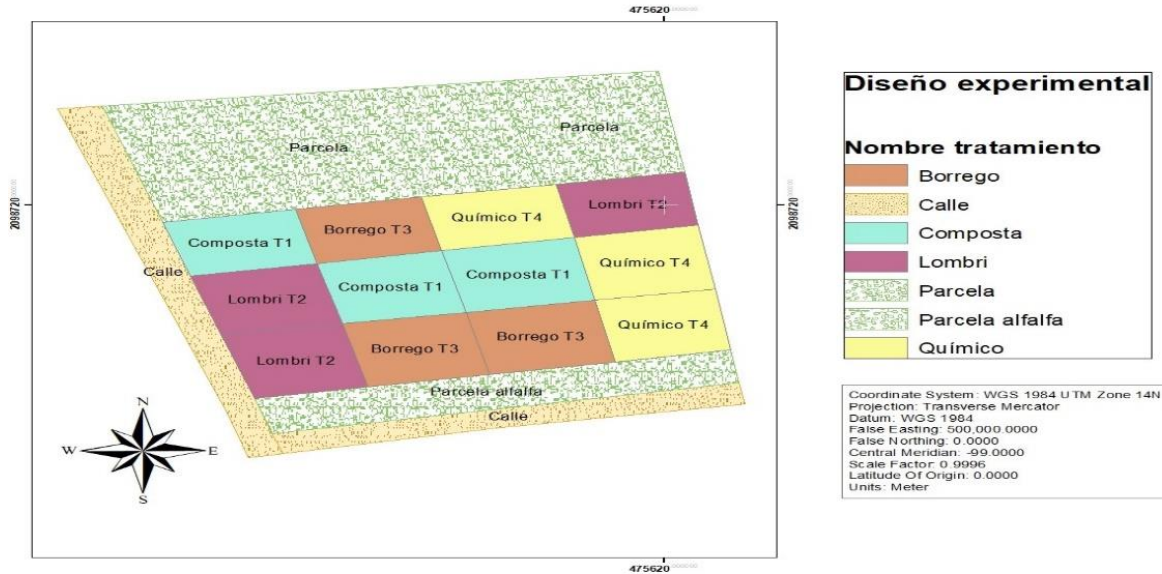 475620
2098720
2098720
Parcela
Parcela
Composta T1
Borrego T3
Químico T4
Lombri T2
Calle
Lombri T2
Composta T1
Composta T1
Químico T4
Lombri T2
Borrego T3
Borrego T3
Químico T4
Parcela alfalfa
Calle
N
W
E
S
475620
Diseño experimental
Nombre tratamiento
Borrego
Calle
Composta
Lombri
Parcela
Parcela alfalfa
Químico
Coordinate System: WGS 1984 UTM Zone 14N
Projection: Transverse Mercator
Datum: WGS 1984
False Easting: 500,000.0000
False Northing: 0.0000
Central Meridian: -99.0000
Scale Factor: 0.9996
Latitude Of Origin: 0.0000
Units: Meter